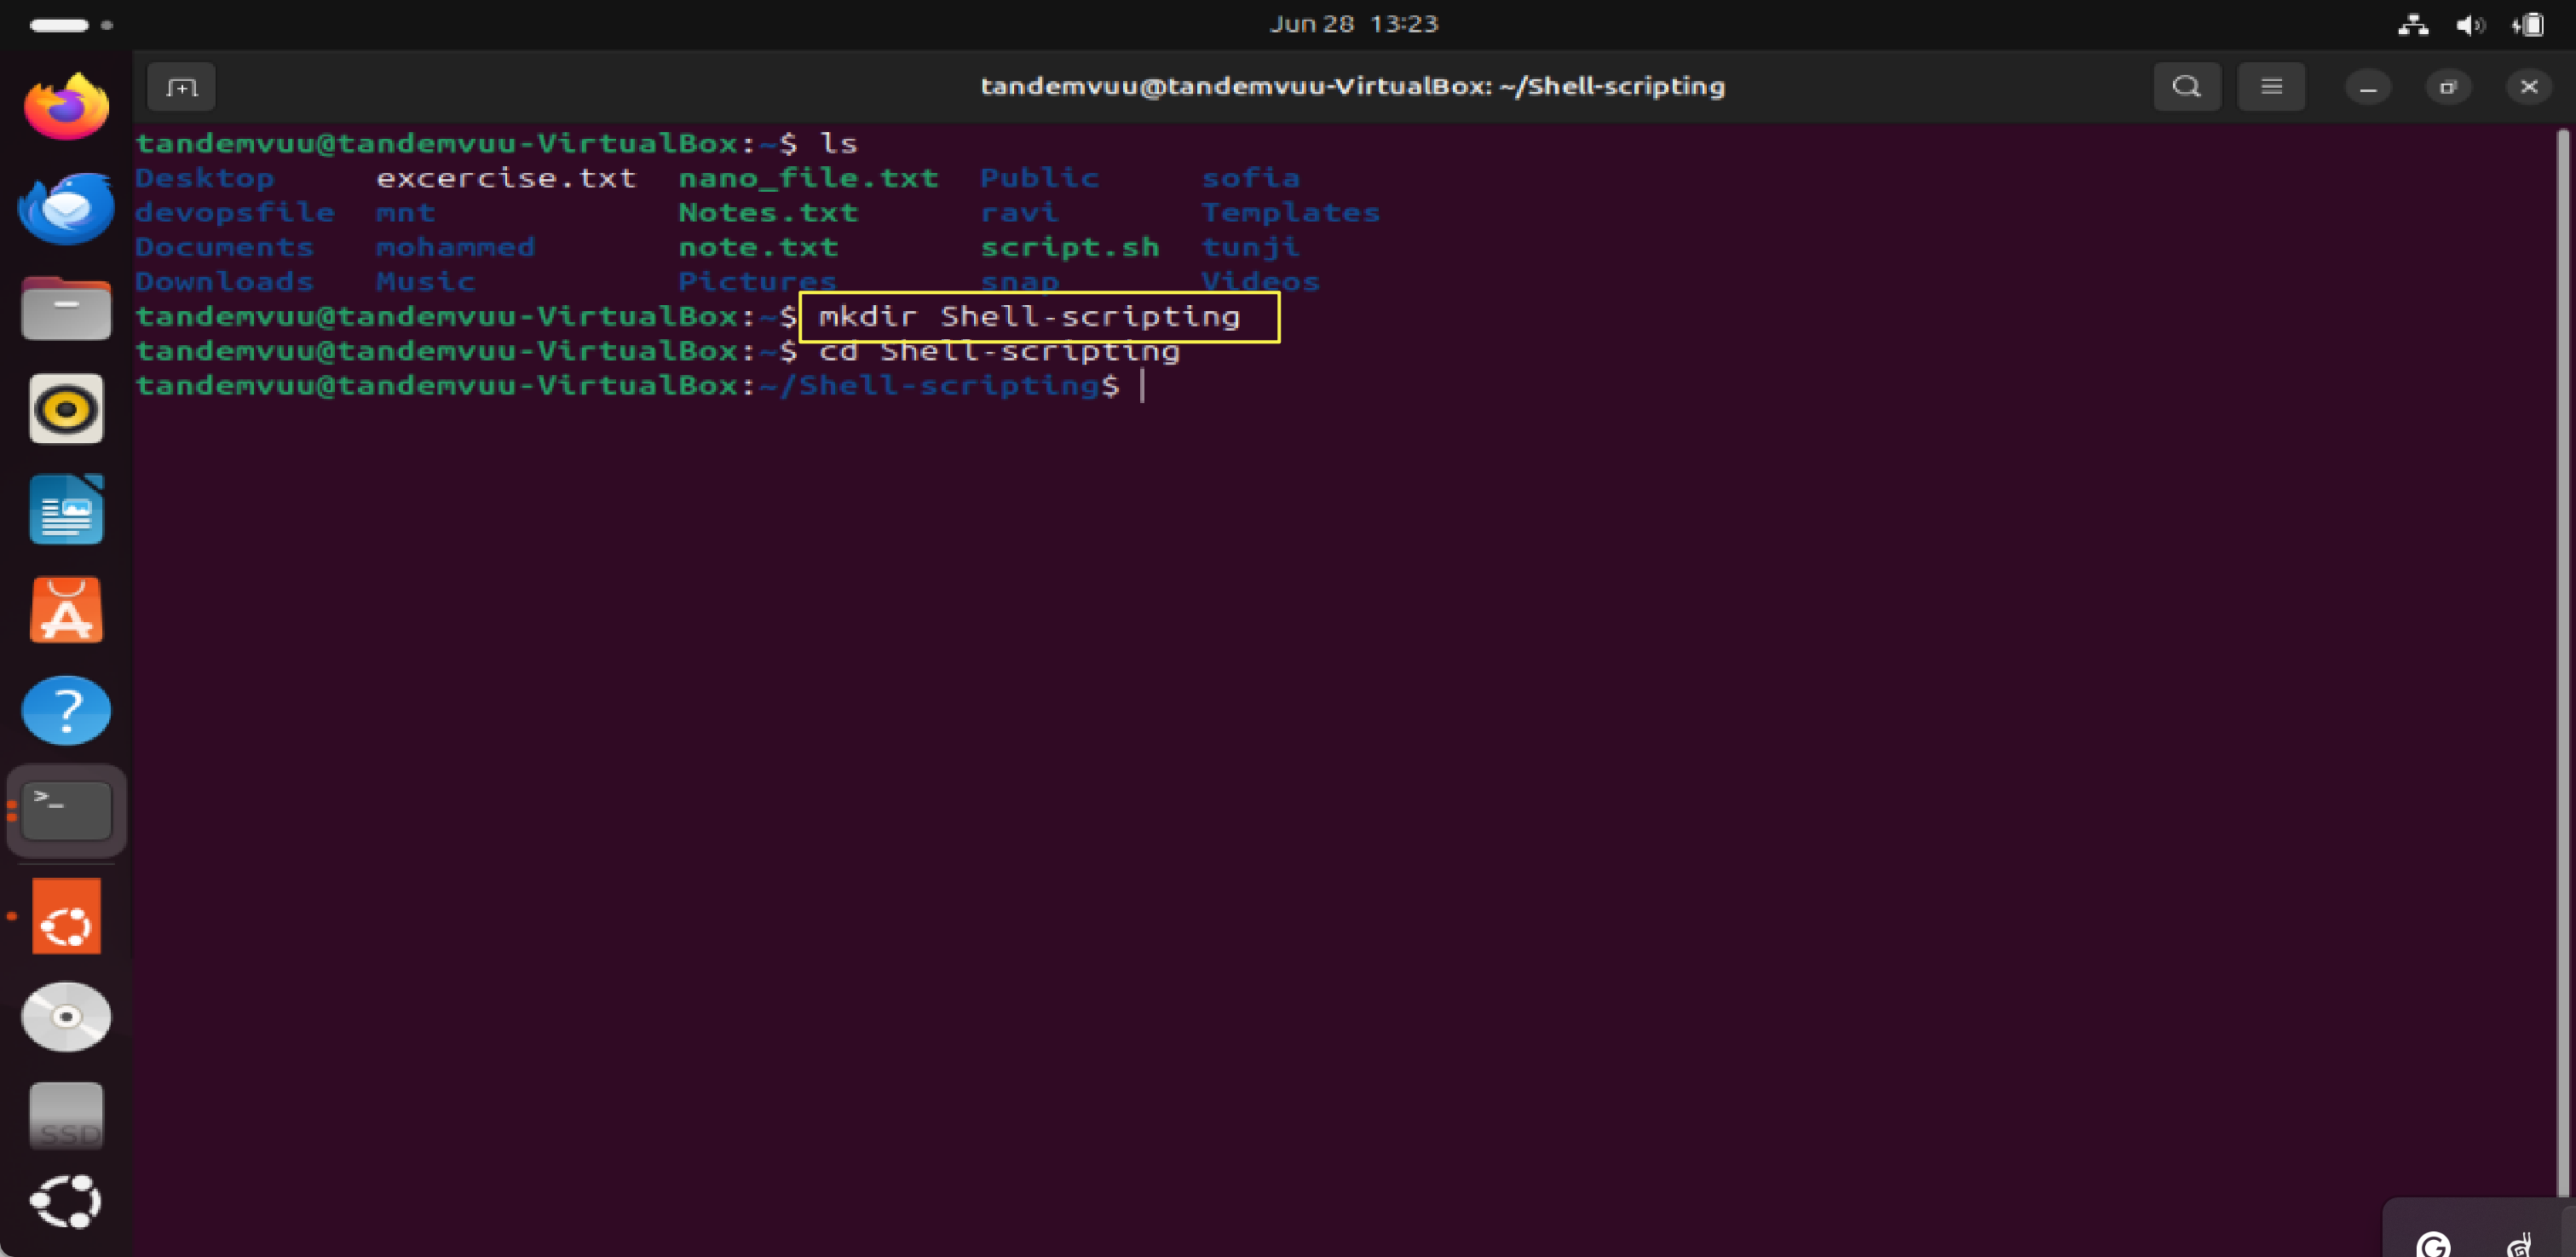 Jun 28 13:23
tandemvuu@tandemvuu-VirtualBox: ~/Shell-scripting
tandemvuu@tandemvuu-VirtualBox:~$ ls
Desktop excercise.txt nano_file.txt Public sofia
devopsfile mnt Notes.txt ravi Templates
Documents mohammed note.txt script.sh tunji
Downloads Music Pictures snap Videos
tandemvuu@tandemvuu-VirtualBox:~$ mkdir Shell-scripting
tandemvuu@tandemvuu-VirtualBox:~$ cd Shell-scripting
tandemvuu@tandemvuu-VirtualBox:~/Shell-scripting$
SSD